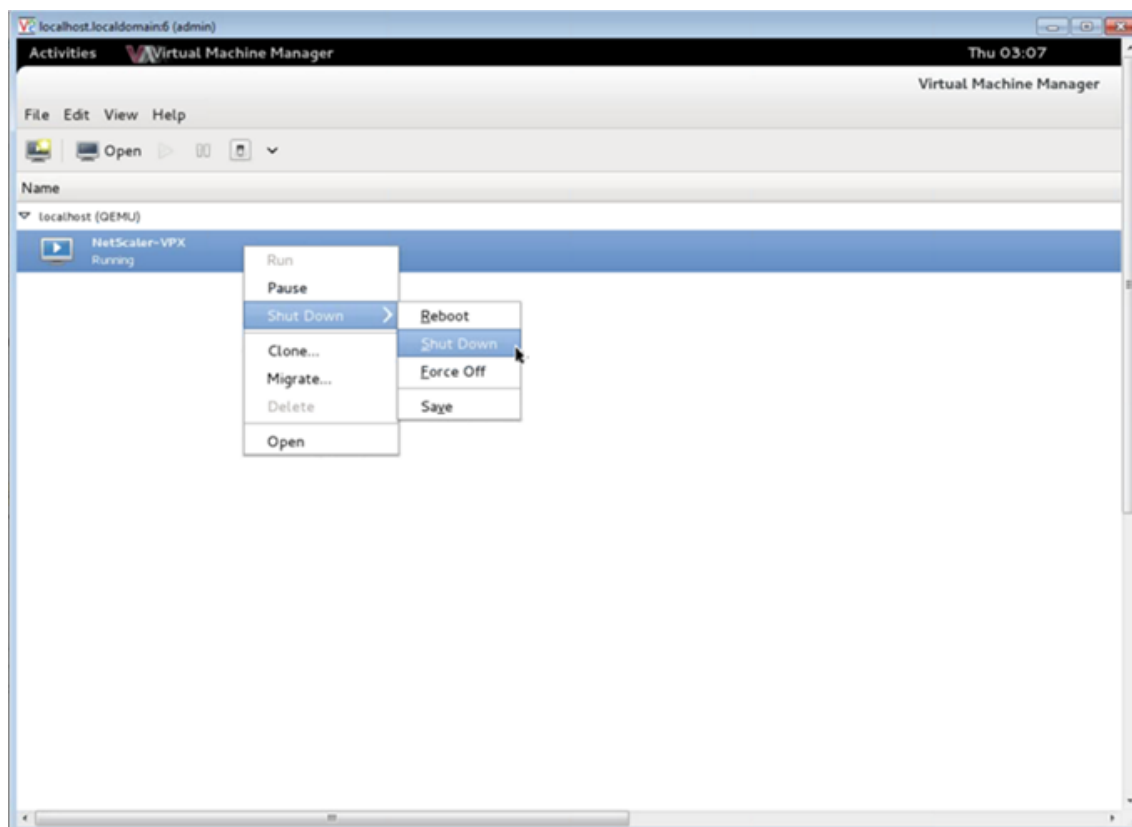 localhost.localdomain:6 (admin)
Activities Virtual Machine Manager Thu 03:07
Virtual Machine Manager
File Edit View Help
Open
Name
localhost (QEMU)
NetScaler-VPX
Running
Run
Pause
Shut Down
Clone...
Migrate...
Delete
Open
Reboot
Shut Down
Force Off
Save